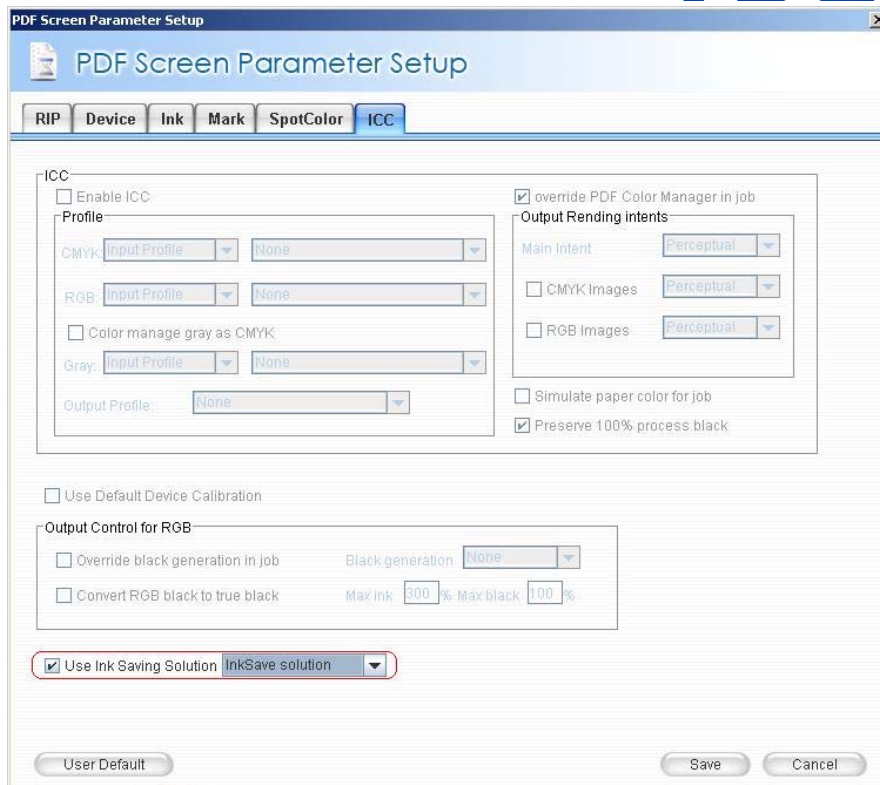 PDF Screen Parameter Setup
PDF Screen Parameter Setup
RIP Device Ink Mark SpotColor ICC
ICC
Enable ICC
override PDF Color Manager in job
Profile
Output Rending intents
CMYK: Input Profile None
Main Intent Perceptual
CMYK Images Perceptual
RGB: Input Profile None
RGB Images Perceptual
Color manage gray as CMYK
Gray: Input Profile None
Output Profile: None
Simulate paper color for job
Preserve 100% process black
Use Default Device Calibration
Output Control for RGB
Override black generation in job Black generation None
Convert RGB black to true black Max ink 300 % Max black 100 %
Use Ink Saving Solution InkSave solution
User Default Save Cancel